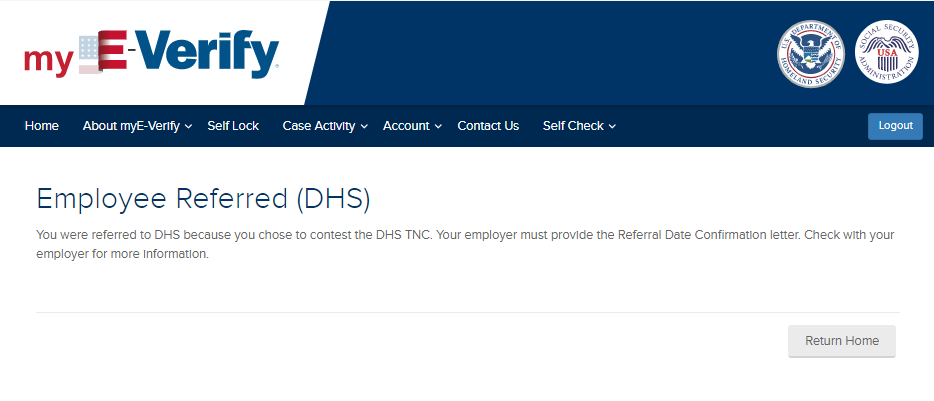 my E-Verify®
U.S. DEPARTMENT OF HOMELAND SECURITY
SOCIAL SECURITY ADMINISTRATION
USA
Home About myE-Verify Self Lock Case Activity Account Contact Us Self Check Logout
Employee Referred (DHS)
You were referred to DHS because you chose to contest the DHS TNC. Your employer must provide the Referral Date Confirmation letter. Check with your
employer for more information.
Return Home